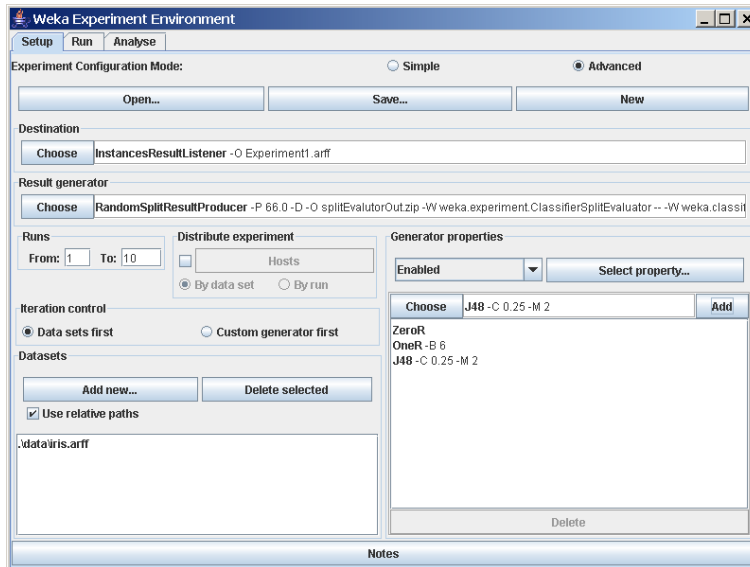 Weka Experiment Environment
Setup Run Analyse
Experiment Configuration Mode: Simple Advanced
Open... Save... New
Destination
Choose InstancesResultListener -O Experiment1.arff
Result generator
Choose RandomSplitResultProducer -P 66.0 -D -O splitEvalutorOut.zip -W weka.experiment.ClassifierSplitEvaluator -- -W weka.classif
Runs
From: 1 To: 10
Distribute experiment
Hosts
By data set By run
Generator properties
Enabled Select property...
Iteration control
Data sets first Custom generator first
Choose J48 -C 0.25 -M 2 Add
ZeroR
OneR -B 6
J48 -C 0.25 -M 2
Datasets
Add new... Delete selected
Use relative paths
.\data\iris.arff
Delete
Notes